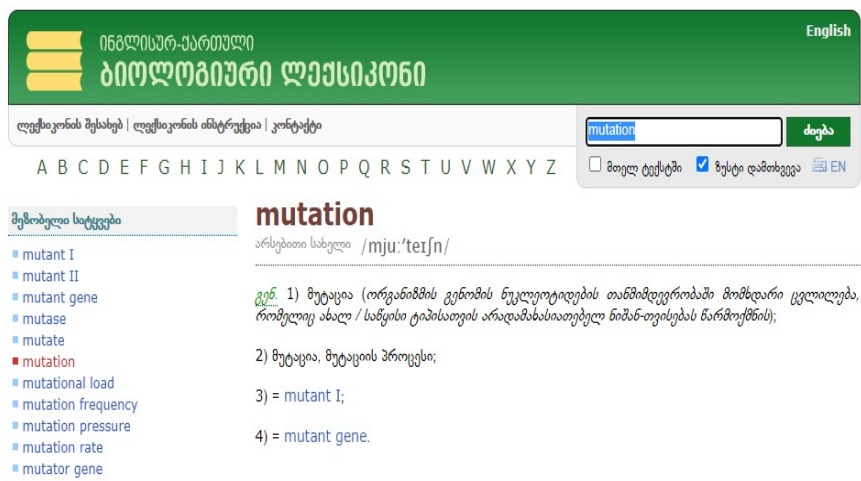 English
ინგლისურ-ქართული
ბიოლოგიური ლექსიკონი
ლექსიკონის შესახებ | ლექსიკონის ინსტრუქცია | კონტაქტი
mutation ძიება
A B C D E F G H I J K L M N O P Q R S T U V W X Y Z
მთელ ტექსტში ზუსტი დამთხვევა EN
მეზობელი სიტყვები
mutant I
mutant II
mutant gene
mutase
mutate
mutation
mutational load
mutation frequency
mutation pressure
mutation rate
mutator gene
mutation
არსებითი სახელი /mju:ʹteɪʃn/
გენ. 1) მუტაცია (ორგანიზმის გენომის ნუკლეოტიდების თანმიმდევრობაში მომხდარი ცვლილება,
რომელიც ახალ / საწყისი ტიპისათვის არადამახასიათებელ ნიშან-თვისებას წარმოქმნის);
2) მუტაცია, მუტაციის პროცესი;
3) = mutant I;
4) = mutant gene.